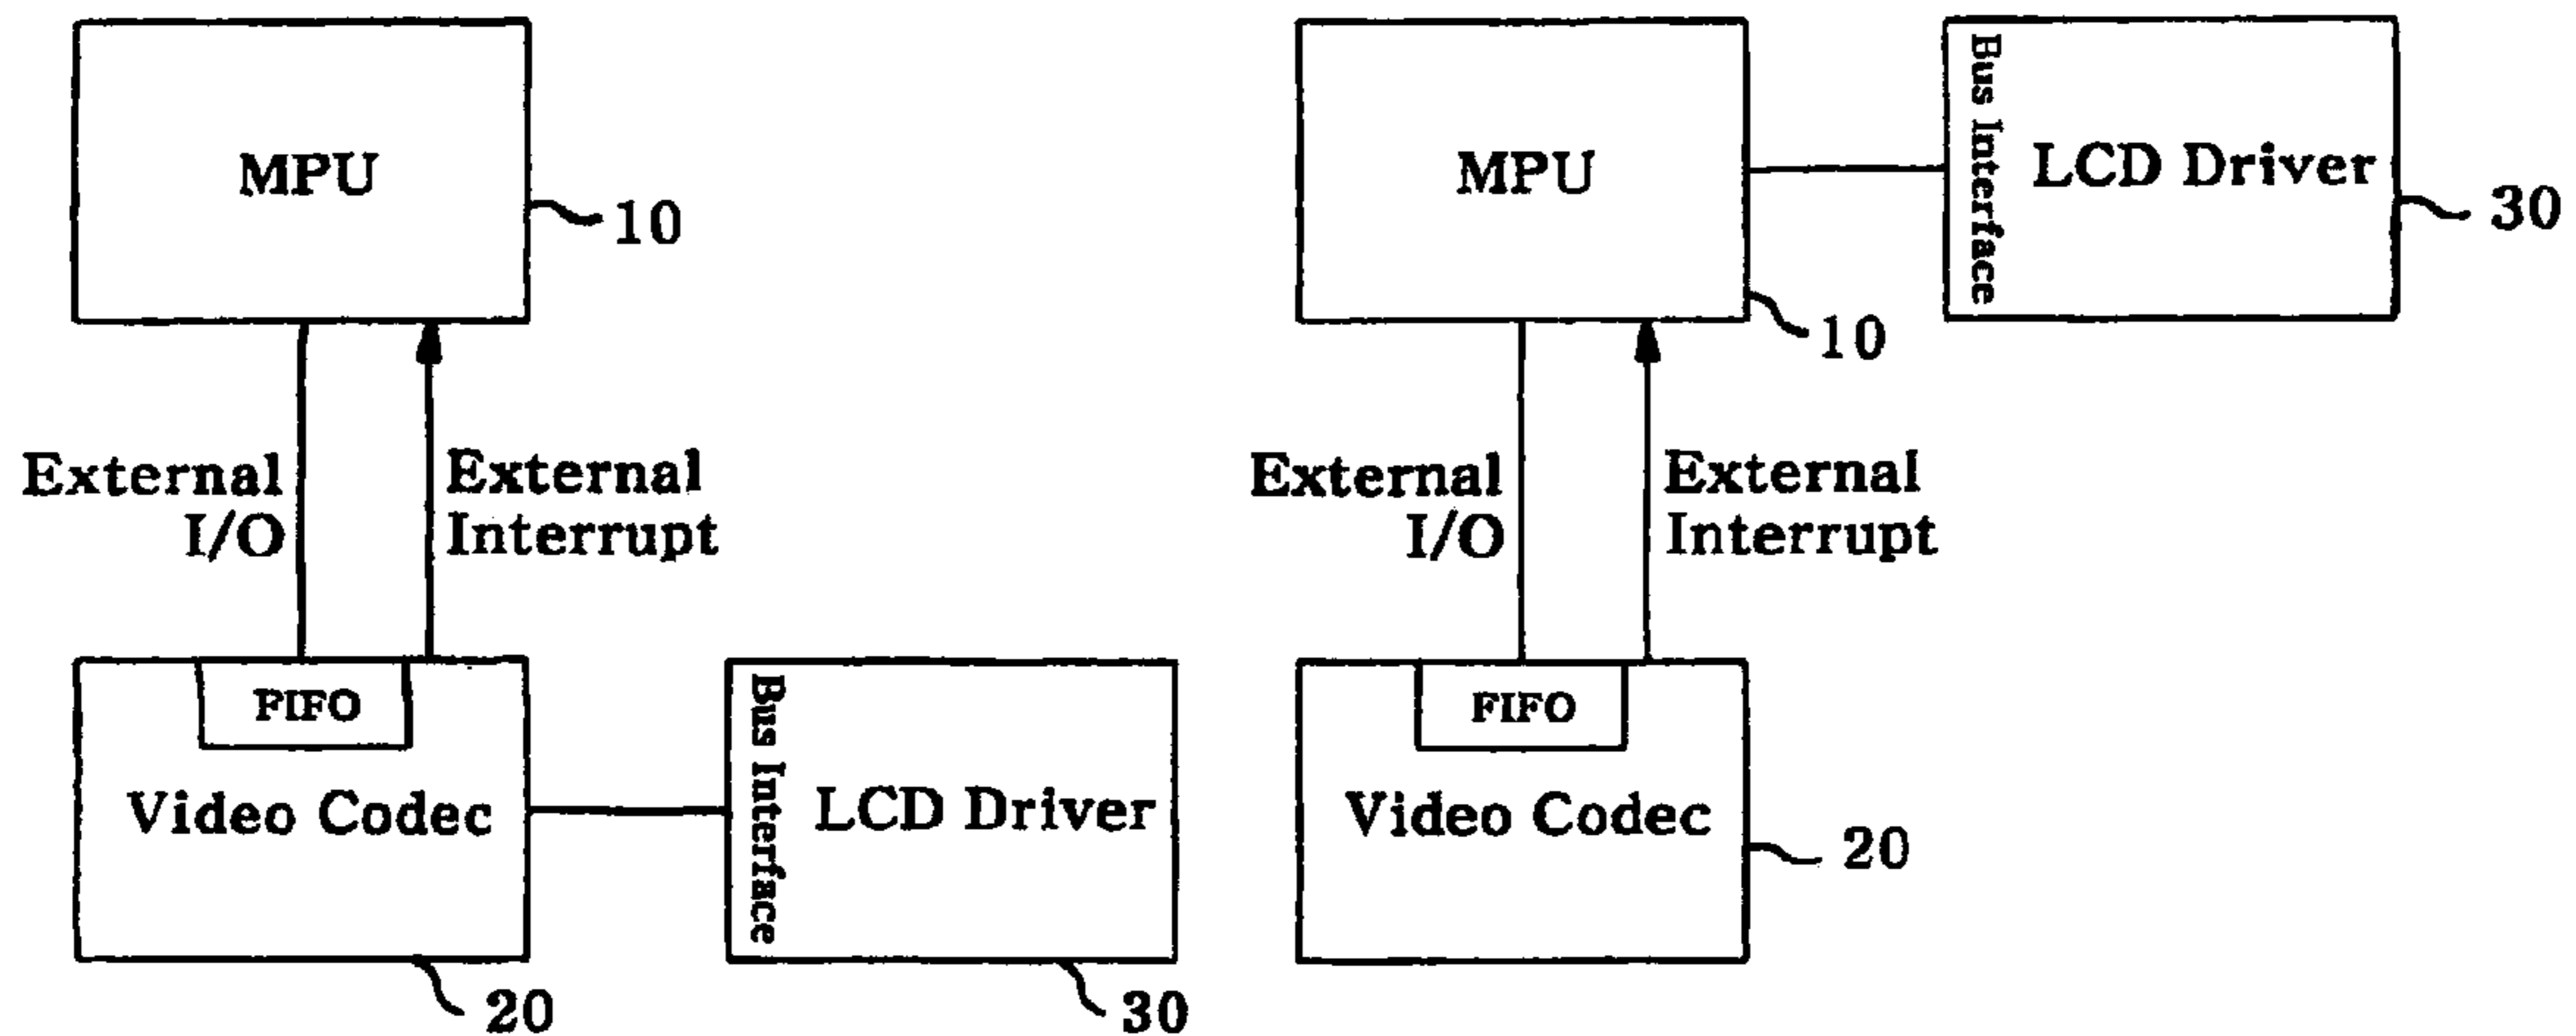 MPU
10
External
I/O
External
Interrupt
FIFO
Video Codec
20
Bus Interface
LCD Driver
30
MPU
10
Bus Interface
LCD Driver
30
External
I/O
External
Interrupt
FIFO
Video Codec
20